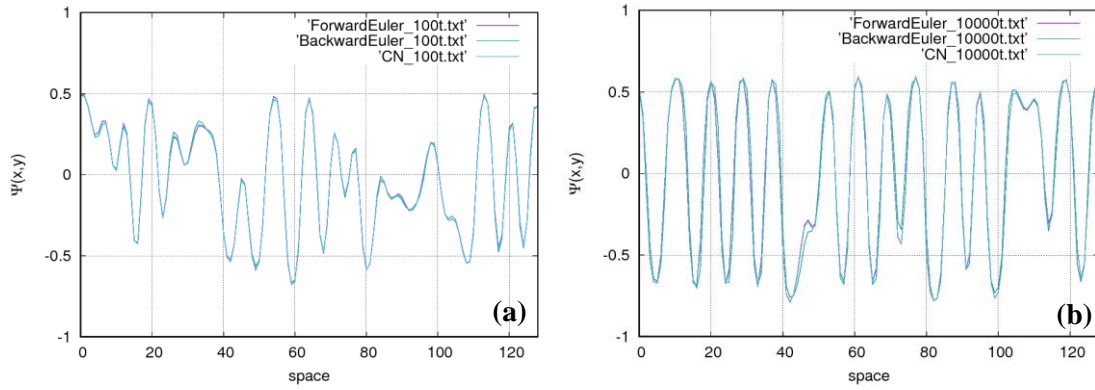 'ForwardEuler_100t.txt'
'BackwardEuler_100t.txt'
'CN_100t.txt'
1
0.5
0
-0.5
-1
Ψ(x,y)
0 20 40 60 80 100 120
space
(a)
'ForwardEuler_10000t.txt'
'BackwardEuler_10000t.txt'
'CN_10000t.txt'
1
0.5
0
-0.5
-1
Ψ(x,y)
0 20 40 60 80 100 120
space
(b)